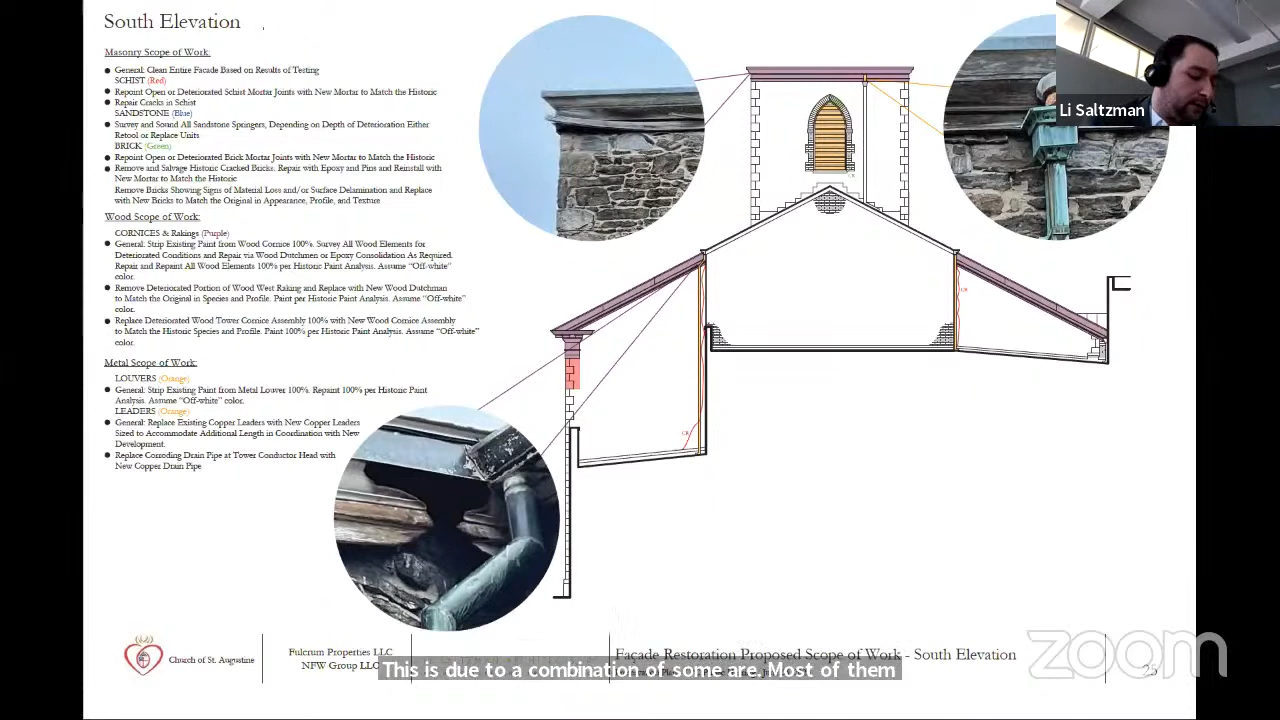 South Elevation
Masonry Scope of Work:
General: Clean Entire Facade Based on Results of Testing
SCHIST (Red)
Repoint Open or Deteriorated Schist Mortar Joints with New Mortar to Match the Historic
Repair Cracks in Schist
SANDSTONE (Blue)
Survey and Sound All Sandstone Springers, Depending on Depth of Deterioration Either
Retool or Replace Units
BRICK (Green)
Repoint Open or Deteriorated Brick Mortar Joints with New Mortar to Match the Historic
Remove and Salvage Historic Cracked Bricks. Repair with Epoxy and Pins and Reinstall with
New Mortar to Match the Historic
Remove Bricks Showing Signs of Material Loss and/or Surface Delamination and Replace
with New Bricks to Match the Original in Appearance, Profile, and Texture
Wood Scope of Work:
CORNICES & Rakings (Purple)
General: Strip Existing Paint from Wood Cornice 100%. Survey All Wood Elements for
Deteriorated Conditions and Repair via Wood Dutchmen or Epoxy Consolidation As Required.
Repair and Repaint All Wood Elements 100% per Historic Paint Analysis. Assume "Off-white"
color.
Remove Deteriorated Portion of Wood West Raking and Replace with New Wood Dutchman
to Match the Original in Species and Profile. Paint per Historic Paint Analysis. Assume "Off-white"
color.
Replace Deteriorated Wood Tower Cornice Assembly 100% with New Wood Cornice Assembly
to Match the Historic Species and Profile. Paint 100% per Historic Paint Analysis. Assume "Off-white"
color.
Metal Scope of Work:
LOUVERS (Orange)
General: Strip Existing Paint from Metal Louver 100%. Repaint 100% per Historic Paint
Analysis. Assume "Off-white" color.
LEADERS (Orange)
General: Replace Existing Copper Leaders with New Copper Leaders
Sized to Accommodate Additional Length in Coordination with New
Development.
Replace Corroding Drain Pipe at Tower Conductor Head with
New Copper Drain Pipe
Li Saltzman
CR
CR
CR
Church of St. Augustine
Fulcrum Properties LLC
NFW Group LLC
Façade Restoration Proposed Scope of Work - South Elevation
This is due to a combination of some are. Most of them
zoom
25